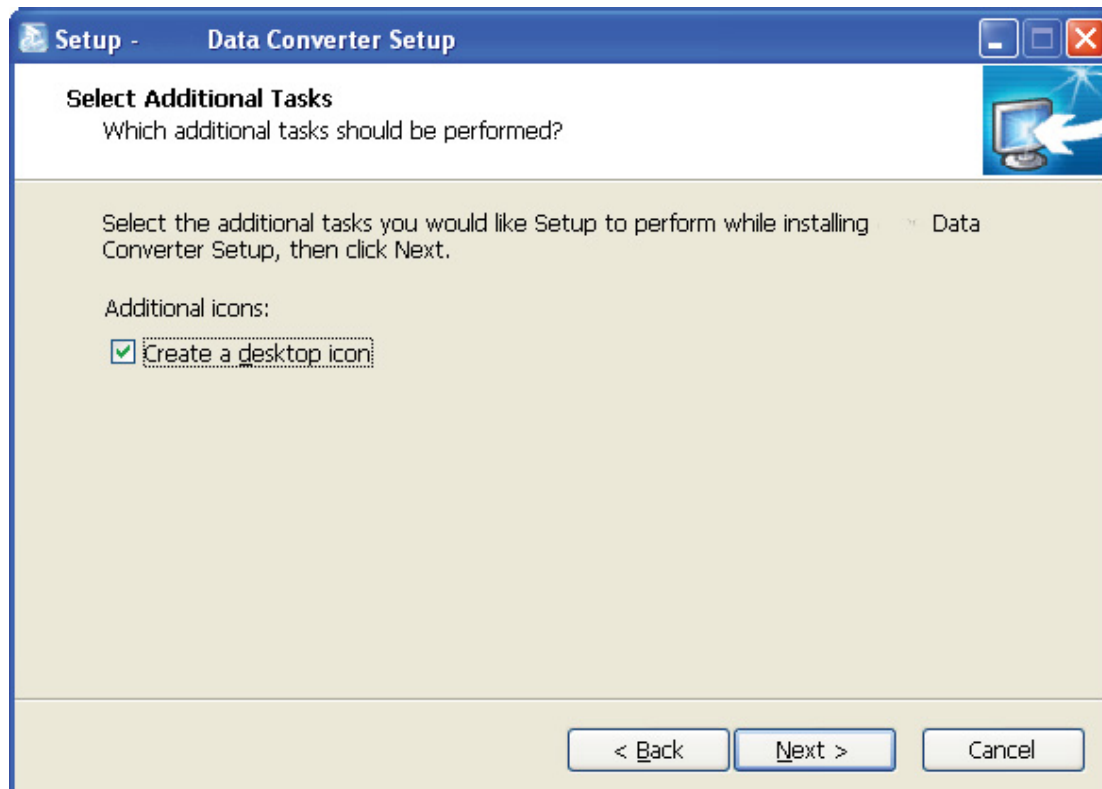 Setup - Data Converter Setup
Select Additional Tasks
Which additional tasks should be performed?
Select the additional tasks you would like Setup to perform while installing Data
Converter Setup, then click Next.
Additional icons:
Create a desktop icon
< Back Next > Cancel